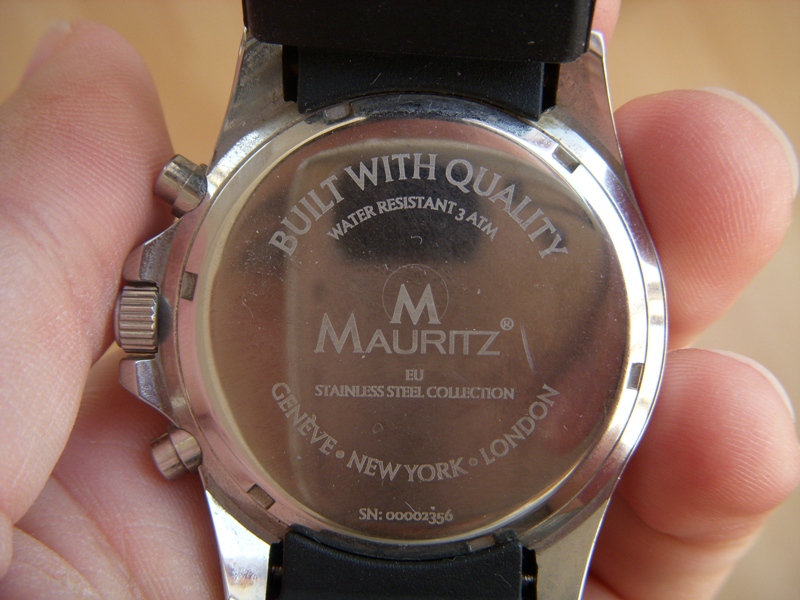 BUILT WITH QUALITY
WATER RESISTANT 3 ATM
M
MAURITZ®
EU
STAINLESS STEEL COLLECTION
GENÈVE • NEW YORK • LONDON
SN: 00002356